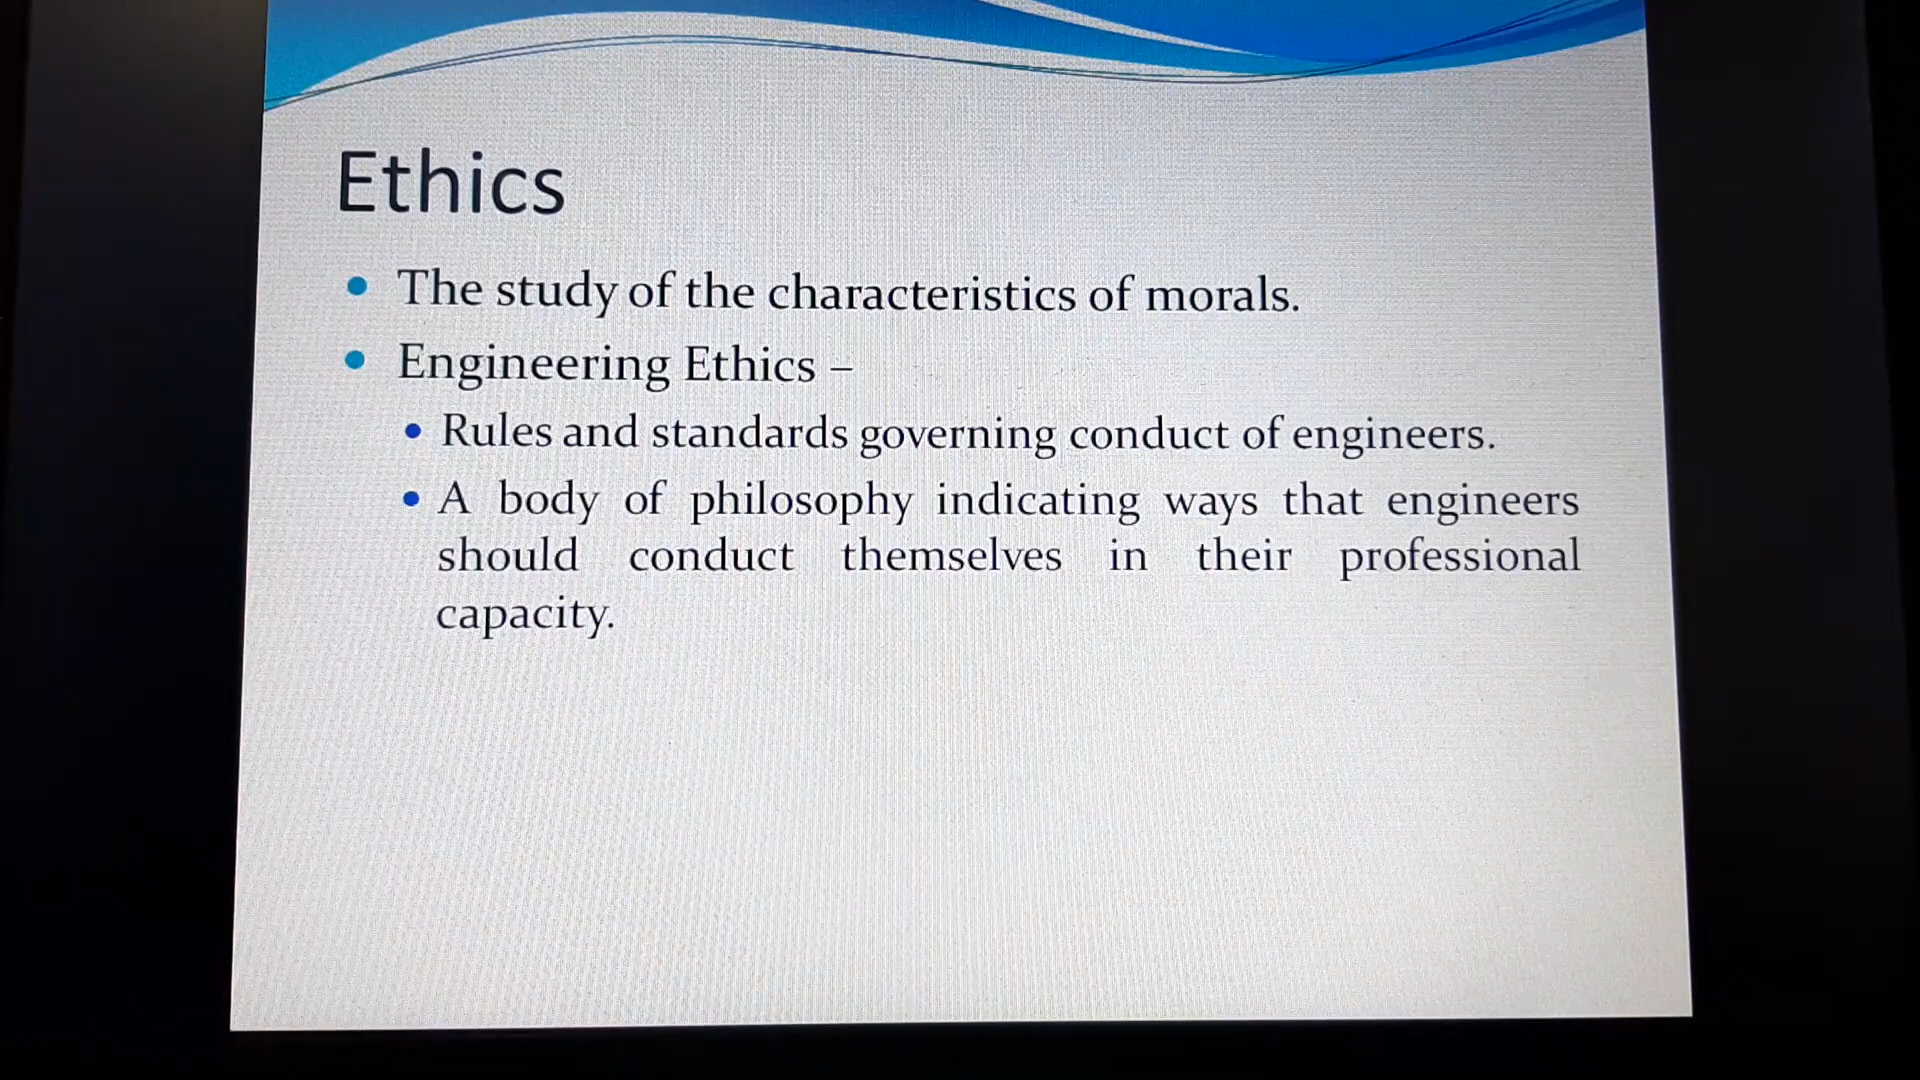 Ethics
• The study of the characteristics of morals.
• Engineering Ethics –
• Rules and standards governing conduct of engineers.
• A body of philosophy indicating ways that engineers
should conduct themselves in their professional
capacity.